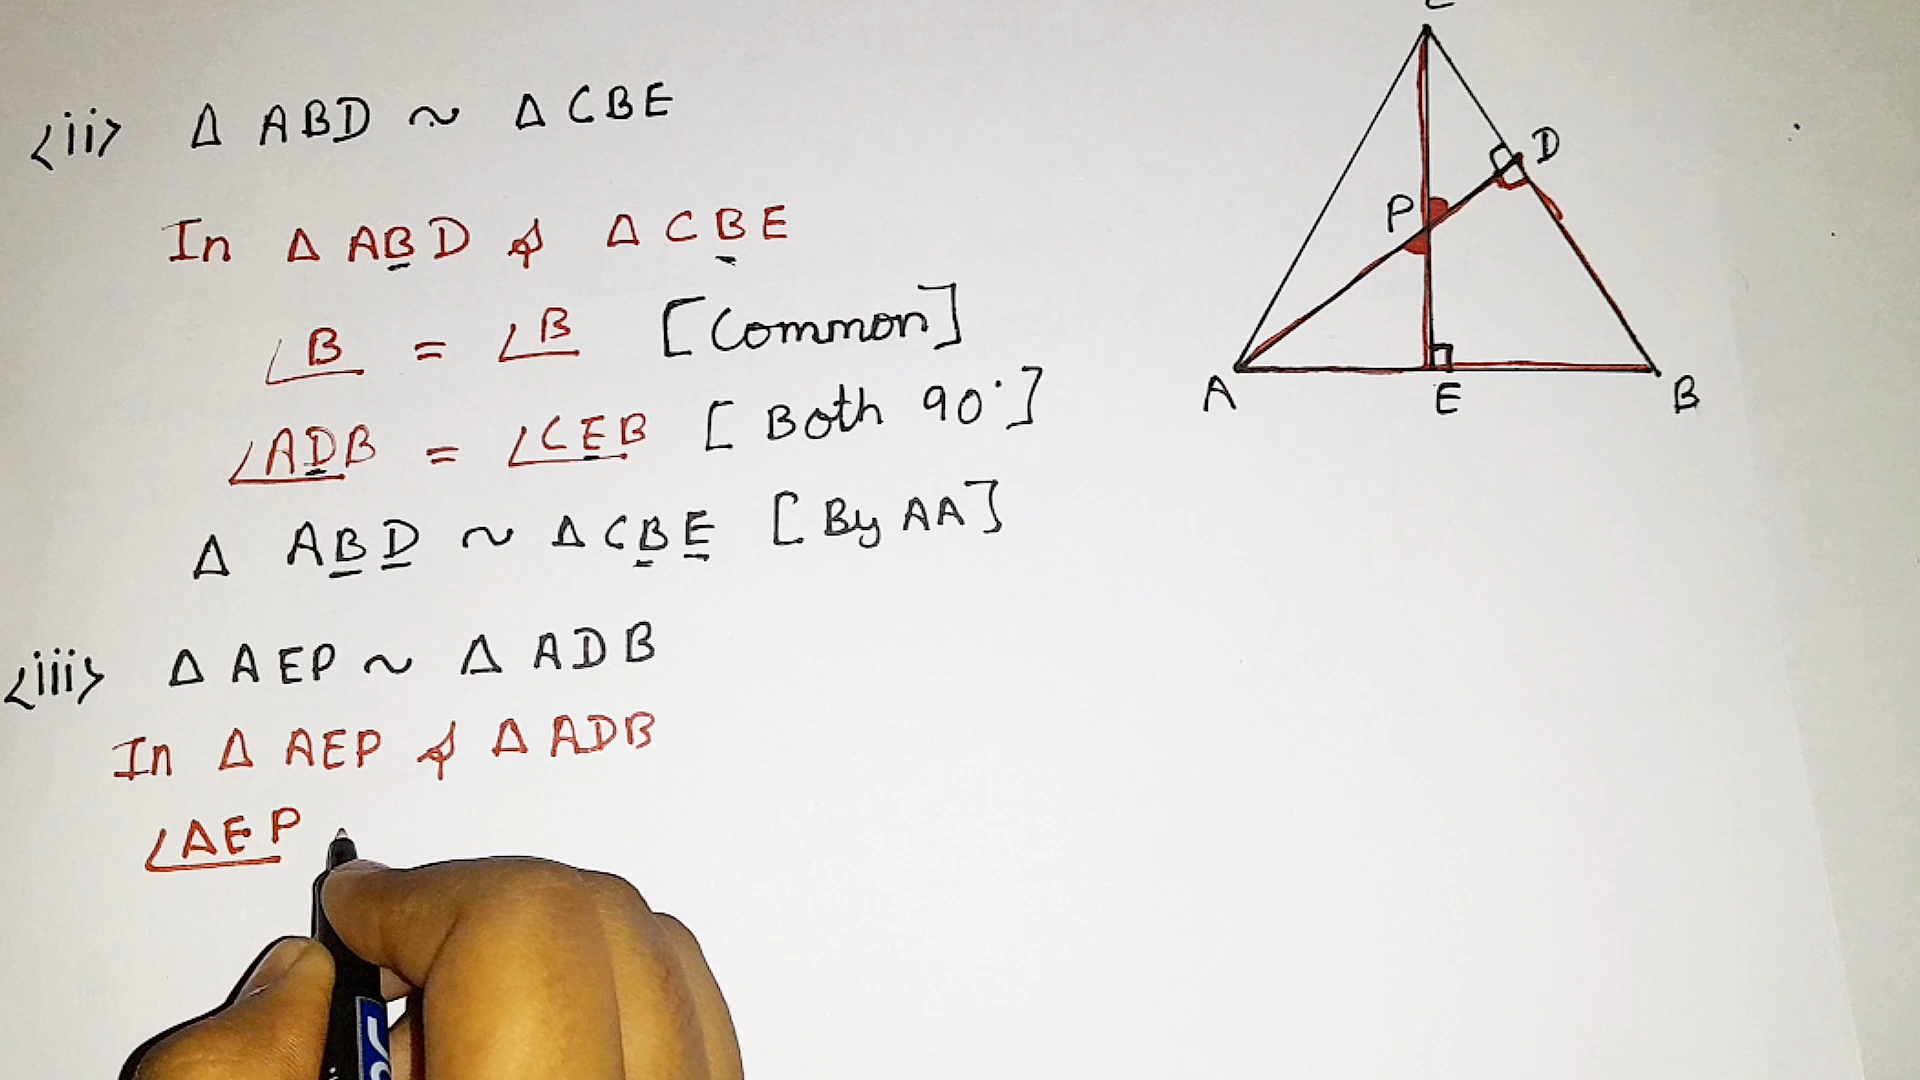 <ii> Δ ABD ~ Δ CBE
In Δ ABD & Δ CBE
∠B = ∠B [Common]
∠ADB = ∠CEB [Both 90°]
Δ ABD ~ Δ CBE [By AA]
<iii> Δ AEP ~ Δ ADB
In Δ AEP & Δ ADB
∠AEP
D
P
A
E
B